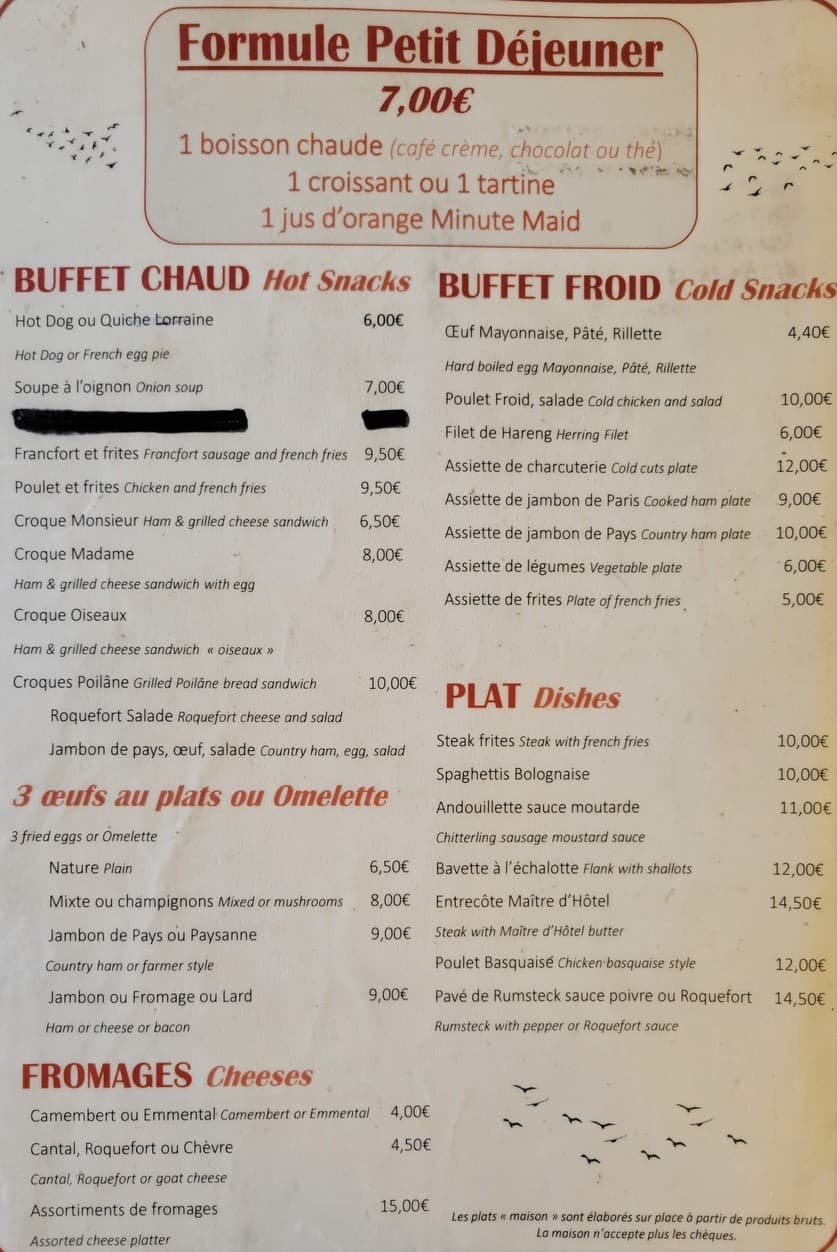 Formule Petit Déjeuner
7,00€
1 boisson chaude (café crème, chocolat ou thé)
1 croissant ou 1 tartine
1 jus d'orange Minute Maid
BUFFET CHAUD Hot Snacks
Hot Dog ou Quiche Lorraine 6,00€
Hot Dog or French egg pie
Soupe à l'oignon Onion soup 7,00€
Francfort et frites Francfort sausage and french fries 9,50€
Poulet et frites Chicken and french fries 9,50€
Croque Monsieur Ham & grilled cheese sandwich 6,50€
Croque Madame 8,00€
Ham & grilled cheese sandwich with egg
Croque Oiseaux 8,00€
Ham & grilled cheese sandwich « oiseaux »
Croques Poilâne Grilled Poilâne bread sandwich 10,00€
Roquefort Salade Roquefort cheese and salad
Jambon de pays, œuf, salade Country ham, egg, salad
3 œufs au plats ou Omelette
3 fried eggs or Omelette
Nature Plain 6,50€
Mixte ou champignons Mixed or mushrooms 8,00€
Jambon de Pays ou Paysanne 9,00€
Country ham or farmer style
Jambon ou Fromage ou Lard 9,00€
Ham or cheese or bacon
FROMAGES Cheeses
Camembert ou Emmental Camembert or Emmental 4,00€
Cantal, Roquefort ou Chèvre 4,50€
Cantal, Roquefort or goat cheese
Assortiments de fromages 15,00€
Assorted cheese platter
BUFFET FROID Cold Snacks
Œuf Mayonnaise, Pâté, Rillette 4,40€
Hard boiled egg Mayonnaise, Pâté, Rillette
Poulet Froid, salade Cold chicken and salad 10,00€
Filet de Hareng Herring Filet 6,00€
Assiette de charcuterie Cold cuts plate 12,00€
Assiette de jambon de Paris Cooked ham plate 9,00€
Assiette de jambon de Pays Country ham plate 10,00€
Assiette de légumes Vegetable plate 6,00€
Assiette de frites Plate of french fries 5,00€
PLAT Dishes
Steak frites Steak with french fries 10,00€
Spaghettis Bolognaise 10,00€
Andouillette sauce moutarde 11,00€
Chitterling sausage moustard sauce
Bavette à l'échalotte Flank with shallots 12,00€
Entrecôte Maître d'Hôtel 14,50€
Steak with Maître d'Hôtel butter
Poulet Basquaise Chicken basquaise style 12,00€
Pavé de Rumsteck sauce poivre ou Roquefort 14,50€
Rumsteck with pepper or Roquefort sauce
Les plats « maison » sont élaborés sur place à partir de produits bruts.
La maison n'accepte plus les chèques.